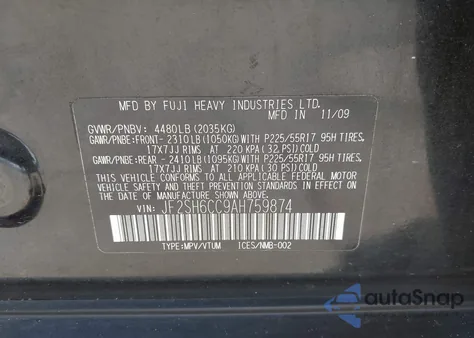 MFD BY FUJI HEAVY INDUSTRIES LTD.
MFD IN 11/09
GVWR/PNBV: 4480LB (2035KG)
GAWR/PNBE:FRONT- 2310LB (1050KG)WITH P225/55R17 95H TIRES,
17X7JJ RIMS AT 220 KPA (32 PSI)COLD
GAWR/PNBE:REAR - 2410LB (1095KG)WITH P225/55R17 95H TIRES,
17X7JJ RIMS AT 210 KPA (30 PSI)COLD
THIS VEHICLE CONFORMS TO ALL APPLICABLE
FEDERAL MOTOR VEHICLE SAFETY, BUMPER,
AND THEFT PREVENTION STANDARDS IN EFFECT
ON THE DATE OF MANUFACTURE SHOWN ABOVE.
VIN: JF2SH6CC9AH759874
TYPE:MPV/VTUM ICES/NMB-002
autoSnap